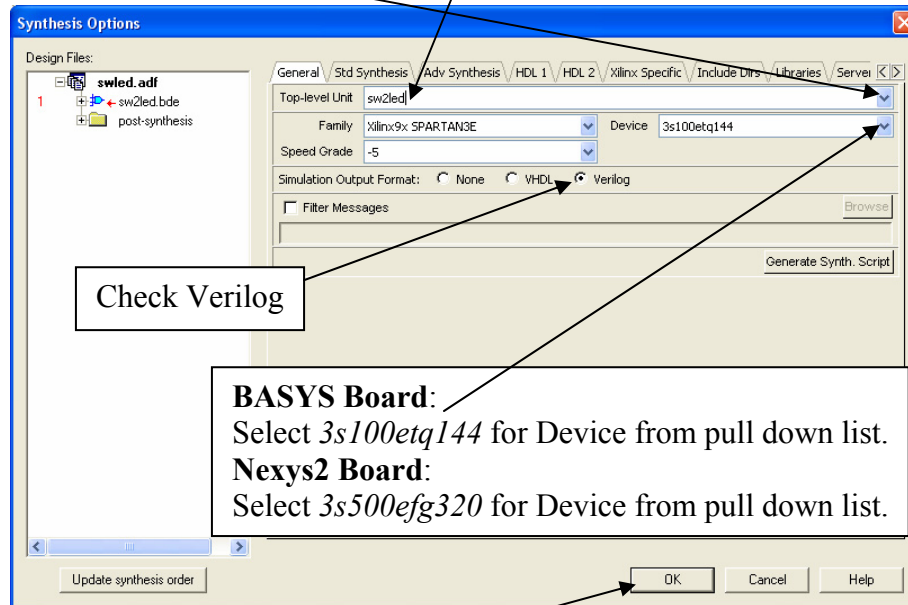 Synthesis Options
Design Files:
swled.adf
1 sw2led.bde
post-synthesis
General Std Synthesis Adv Synthesis HDL 1 HDL 2 Xilinx Specific Include Dirs Libraries Server
Top-level Unit sw2led
Family Xilinx9x SPARTAN3E Device 3s100etq144
Speed Grade -5
Simulation Output Format: None VHDL Verilog
Filter Messages Browse
Generate Synth. Script
Check Verilog
BASYS Board:
Select 3s100etq144 for Device from pull down list.
Nexys2 Board:
Select 3s500efg320 for Device from pull down list.
Update synthesis order OK Cancel Help